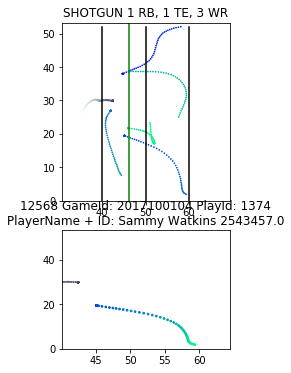 SHOTGUN 1 RB, 1 TE, 3 WR
50
40
30
20
10
0
40 50 60
12568 GameId: 2017100104 PlayId: 1374
PlayerName + ID: Sammy Watkins 2543457.0
40
20
0
45 50 55 60